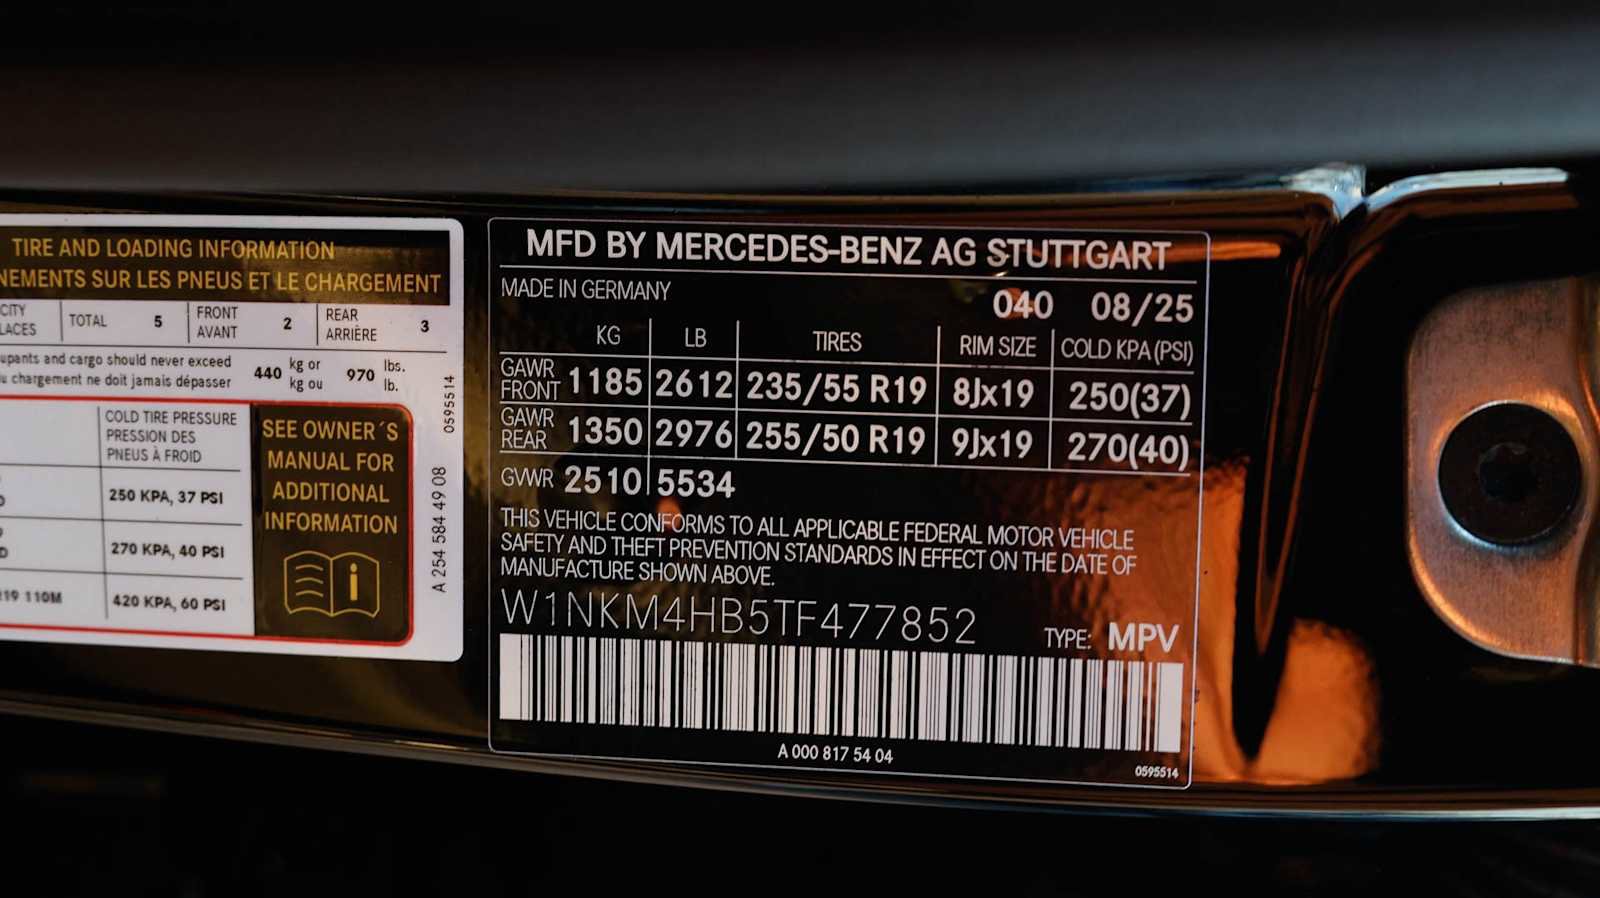 TIRE AND LOADING INFORMATION
NEMENTS SUR LES PNEUS ET LE CHARGEMENT
CITY TOTAL 5 FRONT 2 REAR 3
LACES AVANT ARRIÈRE
upants and cargo should never exceed 440 kg or 970 lbs.
u chargement ne doit jamais dépasser kg ou lb.
COLD TIRE PRESSURE
PRESSION DES
PNEUS À FROID
250 KPA, 37 PSI
270 KPA, 40 PSI
R19 110M 420 KPA, 60 PSI
SEE OWNER´S
MANUAL FOR
ADDITIONAL
INFORMATION
i
0595514
A 254 584 49 08
MFD BY MERCEDES-BENZ AG STUTTGART
MADE IN GERMANY 040 08/25
KG LB TIRES RIM SIZE COLD KPA (PSI)
GAWR FRONT 1185 2612 235/55 R19 8Jx19 250(37)
GAWR REAR 1350 2976 255/50 R19 9Jx19 270(40)
GVWR 2510 5534
THIS VEHICLE CONFORMS TO ALL APPLICABLE FEDERAL MOTOR VEHICLE
SAFETY AND THEFT PREVENTION STANDARDS IN EFFECT ON THE DATE OF
MANUFACTURE SHOWN ABOVE.
W1NKM4HB5TF477852 TYPE: MPV
A 000 817 54 04
0595514